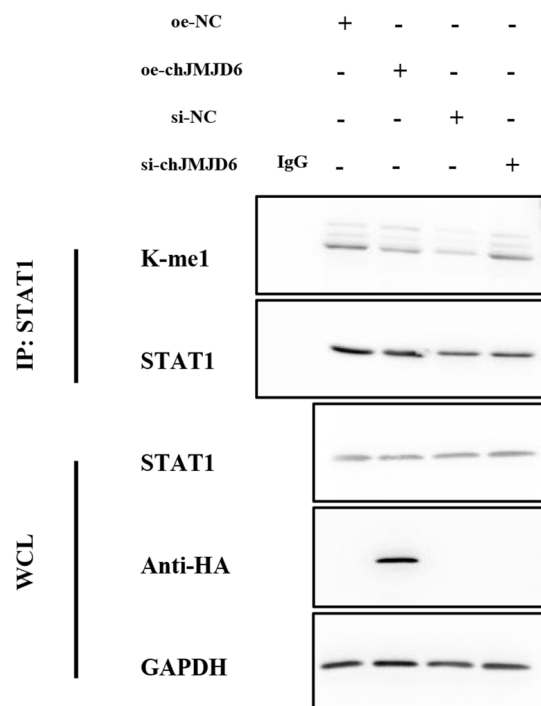 oe-NC + - - -
oe-chJMJD6 - + - -
si-NC - - + -
si-chJMJD6 IgG - - - +
IP: STAT1
K-me1
STAT1
WCL
STAT1
Anti-HA
GAPDH